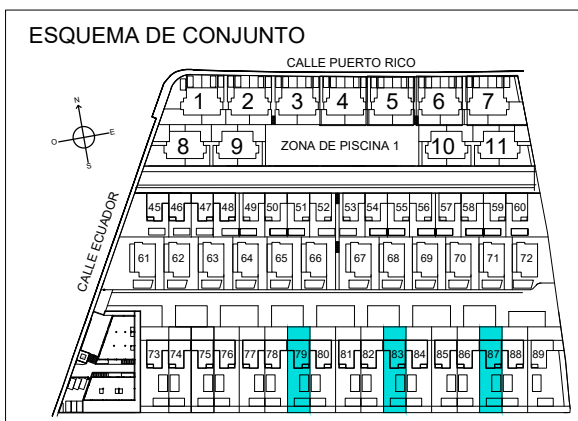 ESQUEMA DE CONJUNTO
CALLE PUERTO RICO
N
O E
S
1 2 3 4 5 6 7
8 9 ZONA DE PISCINA 1 10 11
45 46 47 48 49 50 51 52 53 54 55 56 57 58 59 60
CALLE ECUADOR
61 62 63 64 65 66 67 68 69 70 71 72
73 74 75 76 77 78 79 80 81 82 83 84 85 86 87 88 89